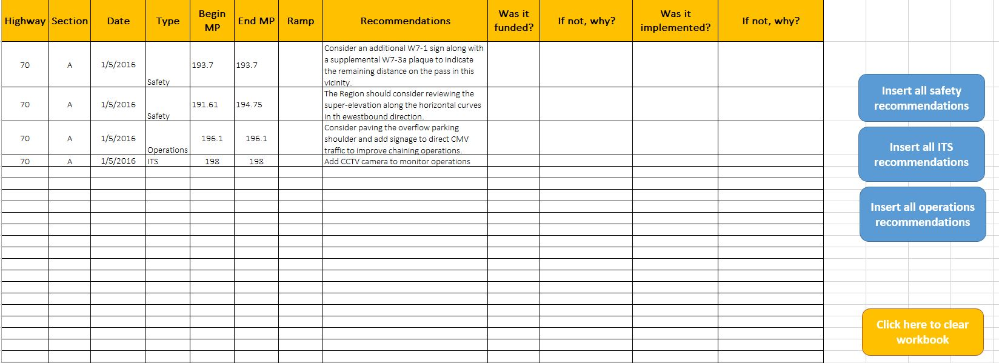 Highway Section Date Type Begin MP End MP Ramp Recommendations Was it funded? If not, why? Was it implemented? If not, why?
70 A 1/5/2016 Safety 193.7 193.7 Consider an additional W7-1 sign along with
a supplemental W7-3a plaque to indicate
the remaining distance on the pass in this
vicinity.
70 A 1/5/2016 Safety 191.61 194.75 The Region should consider reviewing the
super-elevation along the horizontal curves
in th ewestbound direction.
70 A 1/5/2016 Operations 196.1 196.1 Consider paving the overflow parking
shoulder and add signage to direct CMV
traffic to improve chaining operations.
70 A 1/5/2016 ITS 198 198 Add CCTV camera to monitor operations
Insert all safety
recommendations
Insert all ITS
recommendations
Insert all operations
recommendations
Click here to clear
workbook